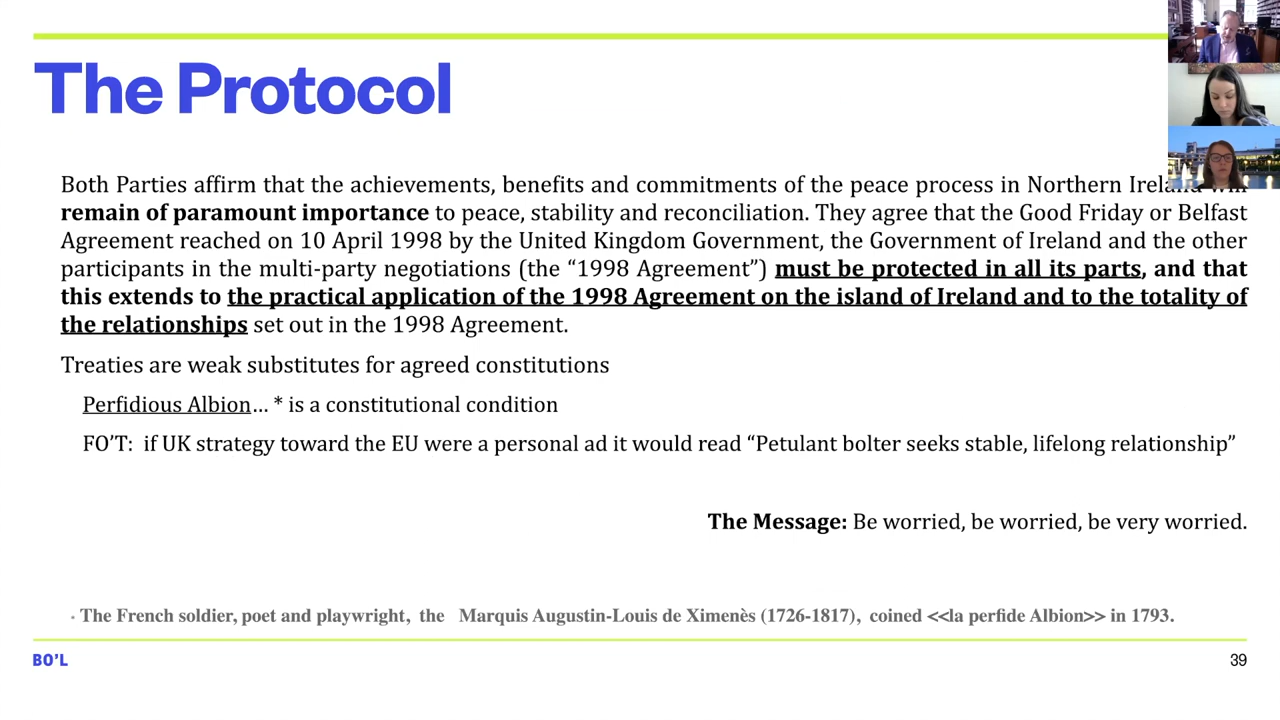 The Protocol
Both Parties affirm that the achievements, benefits and commitments of the peace process in Northern Ireland will
remain of paramount importance to peace, stability and reconciliation. They agree that the Good Friday or Belfast
Agreement reached on 10 April 1998 by the United Kingdom Government, the Government of Ireland and the other
participants in the multi-party negotiations (the “1998 Agreement”) must be protected in all its parts, and that
this extends to the practical application of the 1998 Agreement on the island of Ireland and to the totality of
the relationships set out in the 1998 Agreement.
Treaties are weak substitutes for agreed constitutions
Perfidious Albion... * is a constitutional condition
FO’T: if UK strategy toward the EU were a personal ad it would read “Petulant bolter seeks stable, lifelong relationship”
The Message: Be worried, be worried, be very worried.
· The French soldier, poet and playwright, the Marquis Augustin-Louis de Ximenès (1726-1817), coined <<la perfide Albion>> in 1793.
BO’L
39